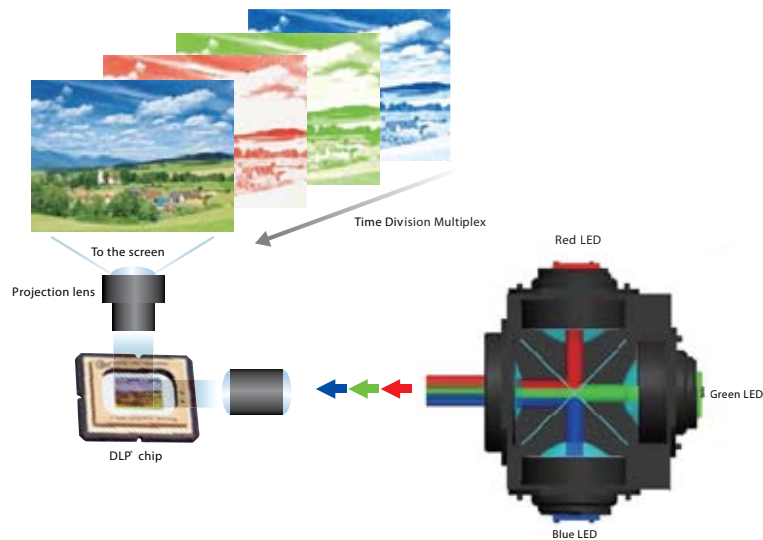 Time Division Multiplex
To the screen
Red LED
Projection lens
Green LED
DLP' chip
Blue LED